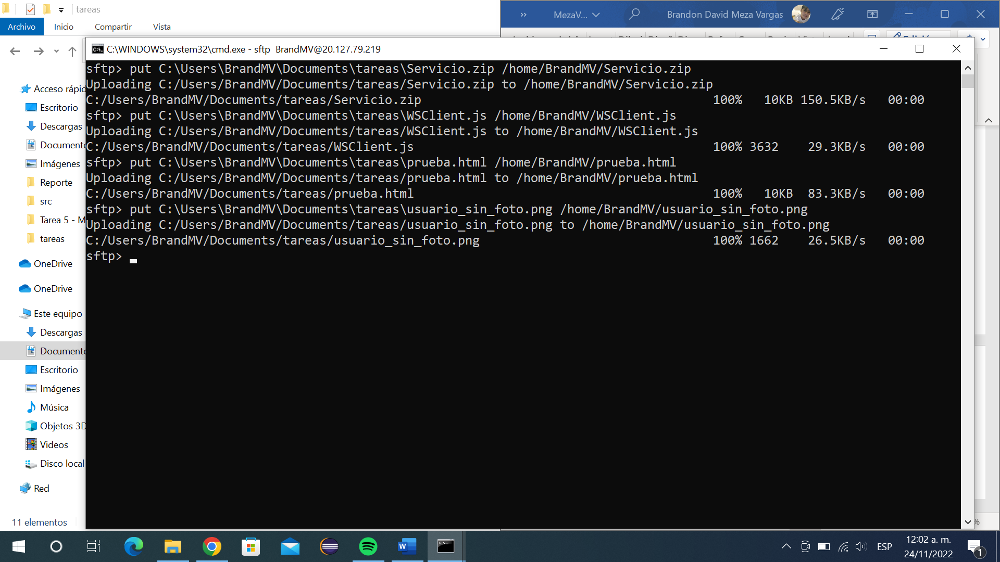 tareas
Archivo Inicio Compartir Vista
MezaV... Brandon David Meza Vargas
C:\WINDOWS\system32\cmd.exe - sftp BrandMV@20.127.79.219
sftp> put C:\Users\BrandMV\Documents\tareas\Servicio.zip /home/BrandMV/Servicio.zip
Uploading C:/Users/BrandMV/Documents/tareas/Servicio.zip to /home/BrandMV/Servicio.zip
C:/Users/BrandMV/Documents/tareas/Servicio.zip 100% 10KB 150.5KB/s 00:00
sftp> put C:\Users\BrandMV\Documents\tareas\WSClient.js /home/BrandMV/WSClient.js
Uploading C:/Users/BrandMV/Documents/tareas/WSClient.js to /home/BrandMV/WSClient.js
C:/Users/BrandMV/Documents/tareas/WSClient.js 100% 3632 29.3KB/s 00:00
sftp> put C:\Users\BrandMV\Documents\tareas\prueba.html /home/BrandMV/prueba.html
Uploading C:/Users/BrandMV/Documents/tareas/prueba.html to /home/BrandMV/prueba.html
C:/Users/BrandMV/Documents/tareas/prueba.html 100% 10KB 83.3KB/s 00:00
sftp> put C:\Users\BrandMV\Documents\tareas\usuario_sin_foto.png /home/BrandMV/usuario_sin_foto.png
Uploading C:/Users/BrandMV/Documents/tareas/usuario_sin_foto.png to /home/BrandMV/usuario_sin_foto.png
C:/Users/BrandMV/Documents/tareas/usuario_sin_foto.png 100% 1662 26.5KB/s 00:00
sftp>
Acceso rápid
Escritorio
Descargas
Documento
Imágenes
Reporte
src
Tarea 5 - M
tareas
OneDrive
OneDrive
Este equipo
Descargas
Documento
Escritorio
Imágenes
Música
Objetos 3D
Videos
Disco local
Red
11 elementos
%
ESP
12:02 a. m.
24/11/2022
1